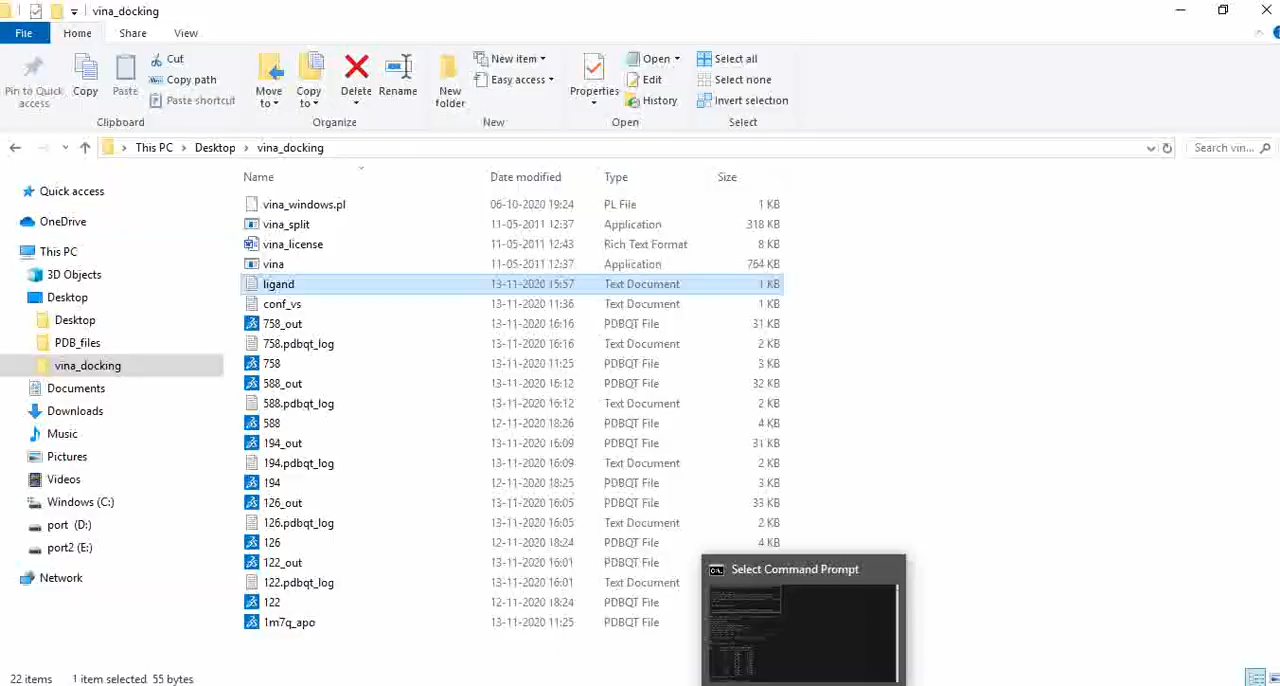 vina_docking
File Home Share View
Cut
Copy path
Paste shortcut
Pin to Quick access
Copy
Paste
Move to
Copy to
Delete
Rename
New folder
New item
Easy access
Properties
Open
Edit
History
Select all
Select none
Invert selection
Clipboard Organize New Open Select
This PC > Desktop > vina_docking
Search vin...
Name Date modified Type Size
Quick access
OneDrive
This PC
3D Objects
Desktop
Desktop
PDB_files
vina_docking
Documents
Downloads
Music
Pictures
Videos
Windows (C:)
port (D:)
port2 (E:)
Network
vina_windows.pl 06-10-2020 19:24 PL File 1 KB
vina_split 11-05-2011 12:37 Application 318 KB
vina_license 11-05-2011 12:43 Rich Text Format 8 KB
vina 11-05-2011 12:37 Application 764 KB
ligand 13-11-2020 15:57 Text Document 1 KB
conf_vs 13-11-2020 11:36 Text Document 1 KB
758_out 13-11-2020 16:16 PDBQT File 31 KB
758.pdbqt_log 13-11-2020 16:16 Text Document 2 KB
758 13-11-2020 11:25 PDBQT File 3 KB
588_out 13-11-2020 16:12 PDBQT File 32 KB
588.pdbqt_log 13-11-2020 16:12 Text Document 2 KB
588 12-11-2020 18:26 PDBQT File 4 KB
194_out 13-11-2020 16:09 PDBQT File 31 KB
194.pdbqt_log 13-11-2020 16:09 Text Document 2 KB
194 12-11-2020 18:25 PDBQT File 3 KB
126_out 13-11-2020 16:05 PDBQT File 33 KB
126.pdbqt_log 13-11-2020 16:05 Text Document 2 KB
126 12-11-2020 18:24 PDBQT File 4 KB
122_out 13-11-2020 16:01 PDBQT File
122.pdbqt_log 13-11-2020 16:01 Text Document
122 12-11-2020 18:24 PDBQT File
1m7q_apo 13-11-2020 11:25 PDBQT File
Select Command Prompt
22 items 1 item selected. 55 bytes